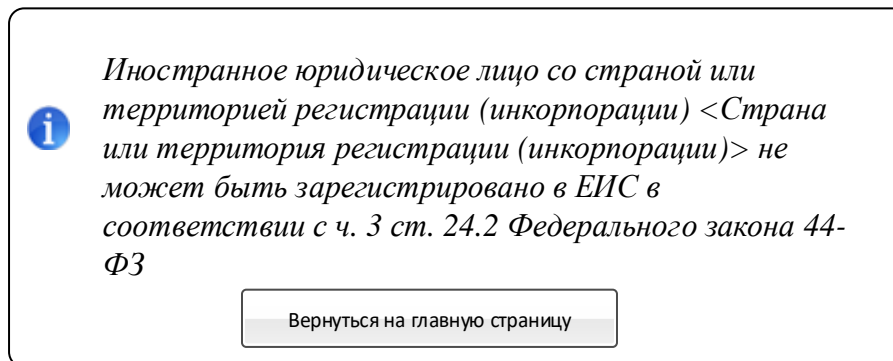 Иностранное юридическое лицо со страной или
территорией регистрации (инкорпорации) <Страна
или территория регистрации (инкорпорации)> не
может быть зарегистрировано в ЕИС в
соответствии с ч. 3 ст. 24.2 Федерального закона 44-
ФЗ
Вернуться на главную страницу